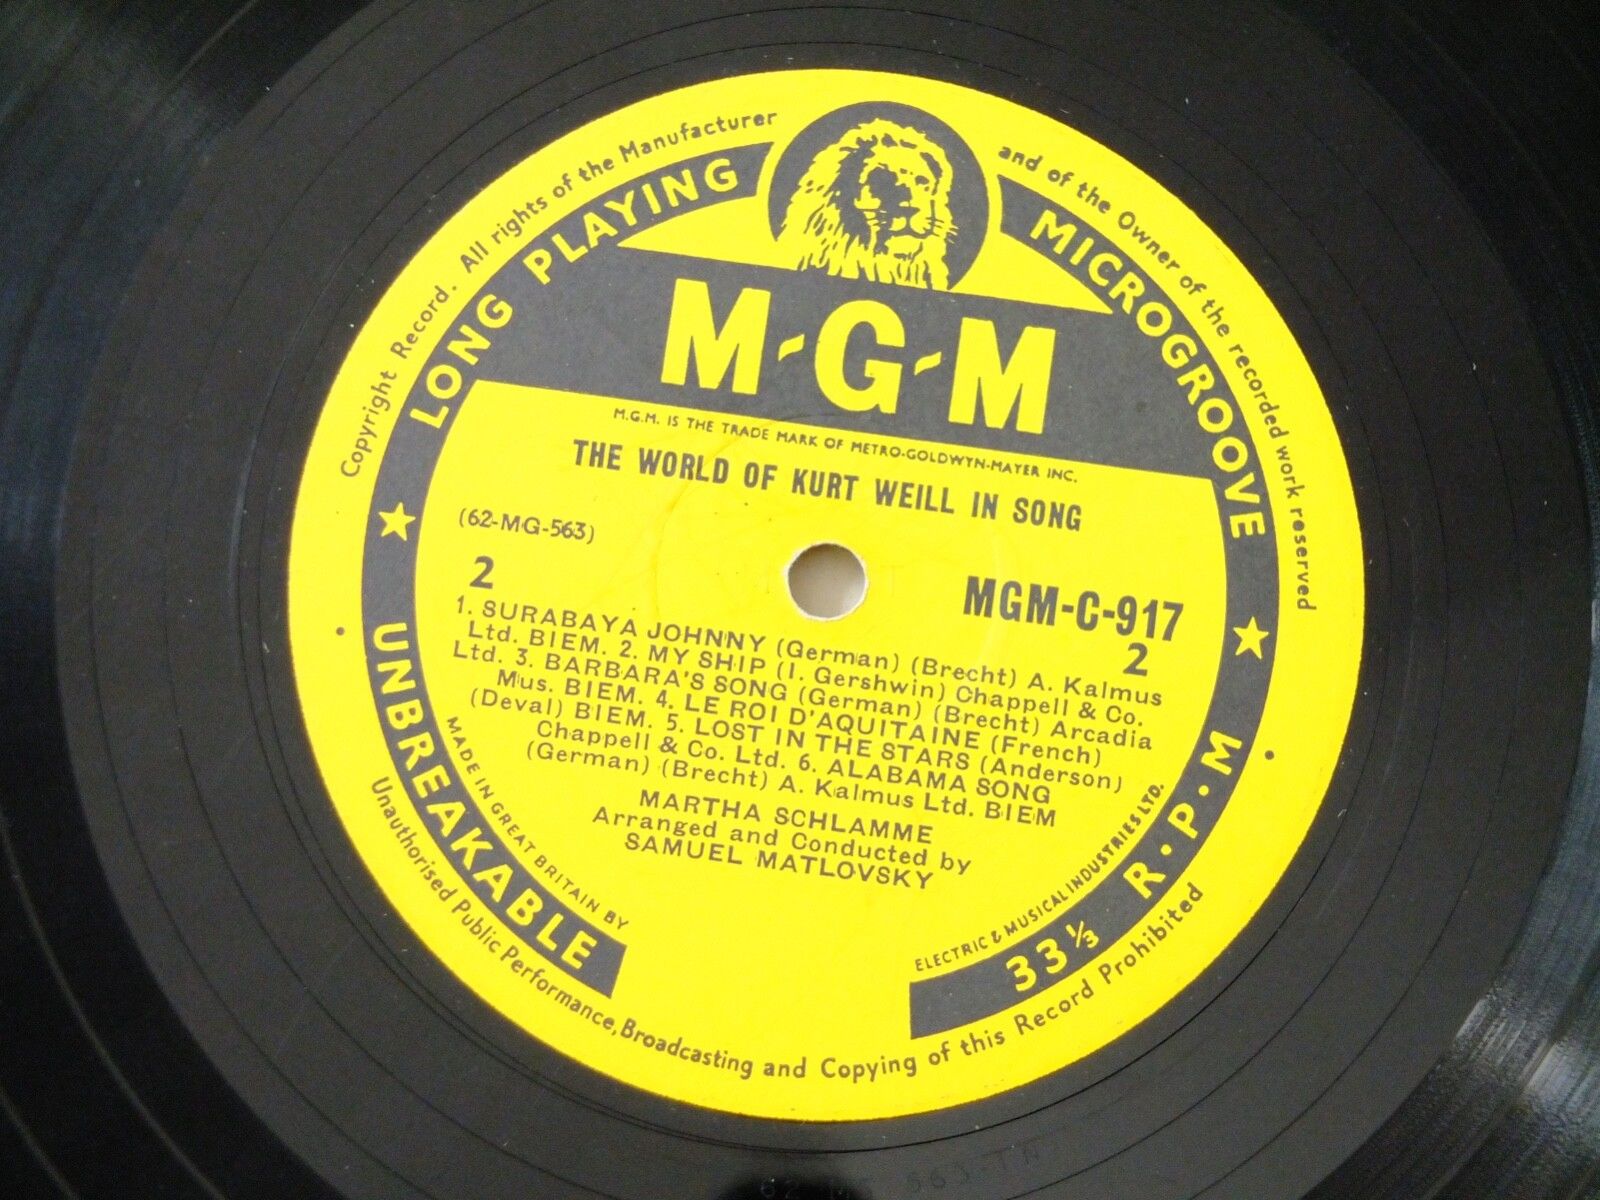 Copyright Record. All rights of the Manufacturer and of the Owner of the recorded work reserved
LONG PLAYING MICROGROOVE
M-G-M
M.G.M. IS THE TRADE MARK OF METRO-GOLDWYN-MAYER INC.
THE WORLD OF KURT WEILL IN SONG
(62-MG-563)
2
MGM-C-917
2
1. SURABAYA JOHNNY (German) (Brecht) A. Kalmus
Ltd. BIEM. 2. MY SHIP (I. Gershwin) Chappell & Co.
Ltd. 3. BARBARA'S SONG (German) (Brecht) Arcadia
Mus. BIEM. 4. LE ROI D'AQUITAINE (French)
(Deval) BIEM. 5. LOST IN THE STARS (Anderson)
Chappell & Co. Ltd. 6. ALABAMA SONG
(German) (Brecht) A. Kalmus Ltd. BIEM
MARTHA SCHLAMME
Arranged and Conducted by
SAMUEL MATLOVSKY
MADE IN GREAT BRITAIN BY
ELECTRIC & MUSICAL INDUSTRIES LTD.
UNBREAKABLE
33⅓ R·P·M
Unauthorised Public Performance, Broadcasting and Copying of this Record Prohibited